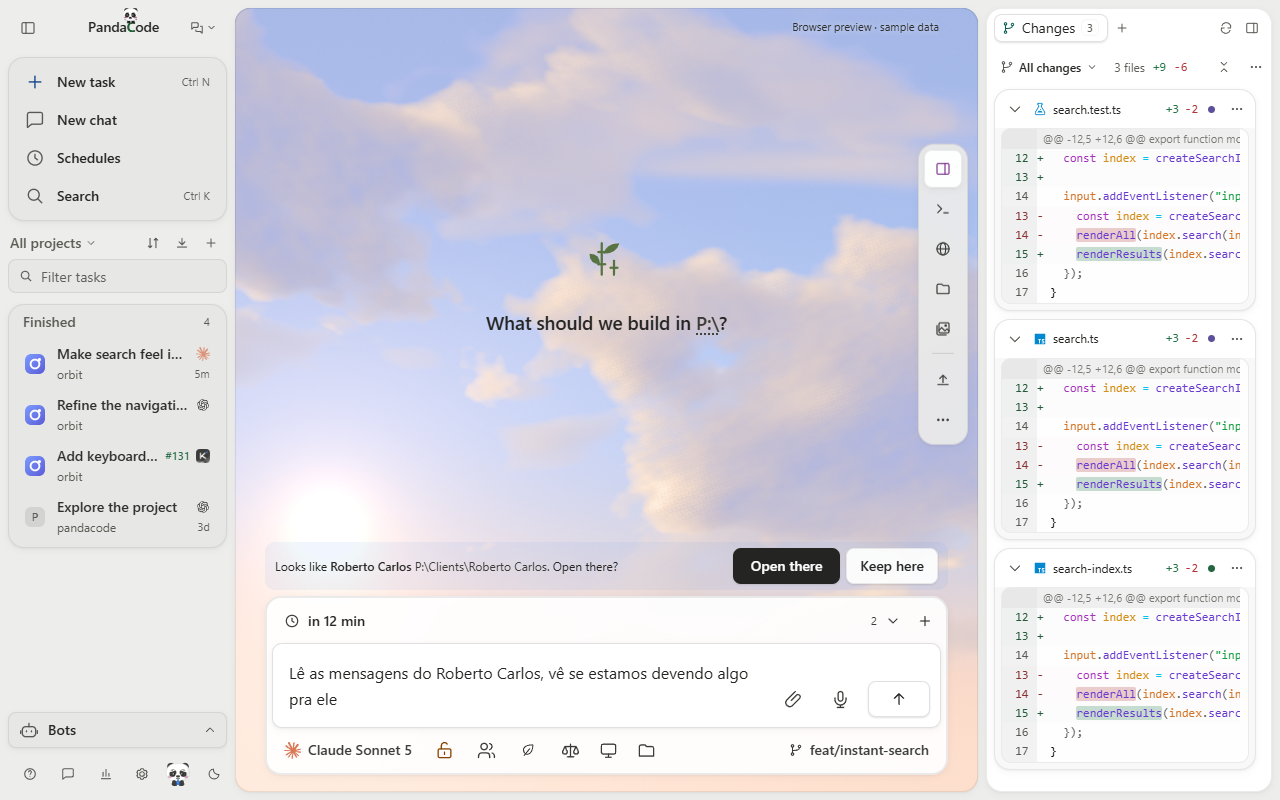 PandaCode
New task Ctrl N
New chat
Schedules
Search Ctrl K
All projects
Filter tasks
Finished 4
Make search feel i...
orbit 5m
Refine the navigati...
orbit
Add keyboard... #131
orbit
P Explore the project
pandacode 3d
Bots
Browser preview · sample data
What should we build in P:\?
Looks like Roberto Carlos P:\Clients\Roberto Carlos. Open there?
Open there
Keep here
in 12 min 2
Lê as mensagens do Roberto Carlos, vê se estamos devendo algo
pra ele
Claude Sonnet 5
feat/instant-search
Changes 3
All changes 3 files +9 -6
search.test.ts +3 -2
@@ -12,5 +12,6 @@ export function mo
12 + const index = createSearchI
13 +
14 input.addEventListener("inp
13 - const index = createSearc
14 - renderAll(index.search(in
15 + renderResults(index.searc
16 });
17 }
TS search.ts +3 -2
@@ -12,5 +12,6 @@ export function mo
12 + const index = createSearchI
13 +
14 input.addEventListener("inp
13 - const index = createSearc
14 - renderAll(index.search(in
15 + renderResults(index.searc
16 });
17 }
TS search-index.ts +3 -2
@@ -12,5 +12,6 @@ export function mo
12 + const index = createSearchI
13 +
14 input.addEventListener("inp
13 - const index = createSearc
14 - renderAll(index.search(in
15 + renderResults(index.searc
16 });
17 }